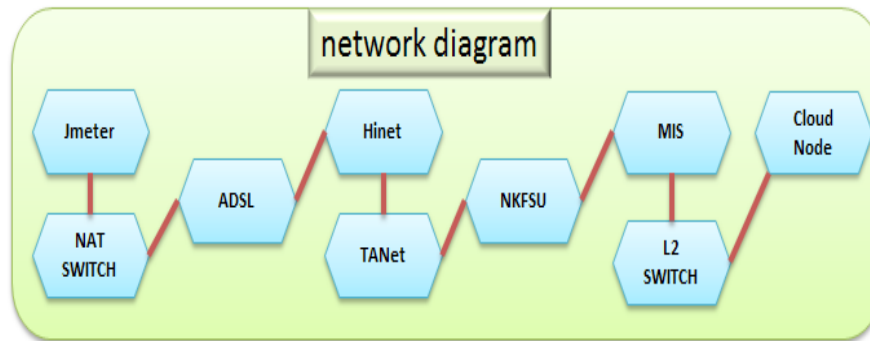 network diagram
Jmeter
NAT
SWITCH
ADSL
Hinet
TANet
NKFSU
MIS
L2
SWITCH
Cloud
Node